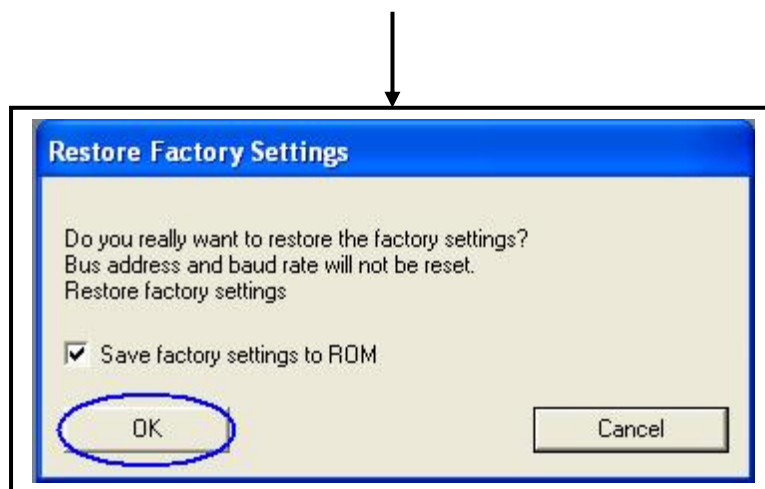 Restore Factory Settings
Do you really want to restore the factory settings?
Bus address and baud rate will not be reset.
Restore factory settings
Save factory settings to ROM
OK
Cancel